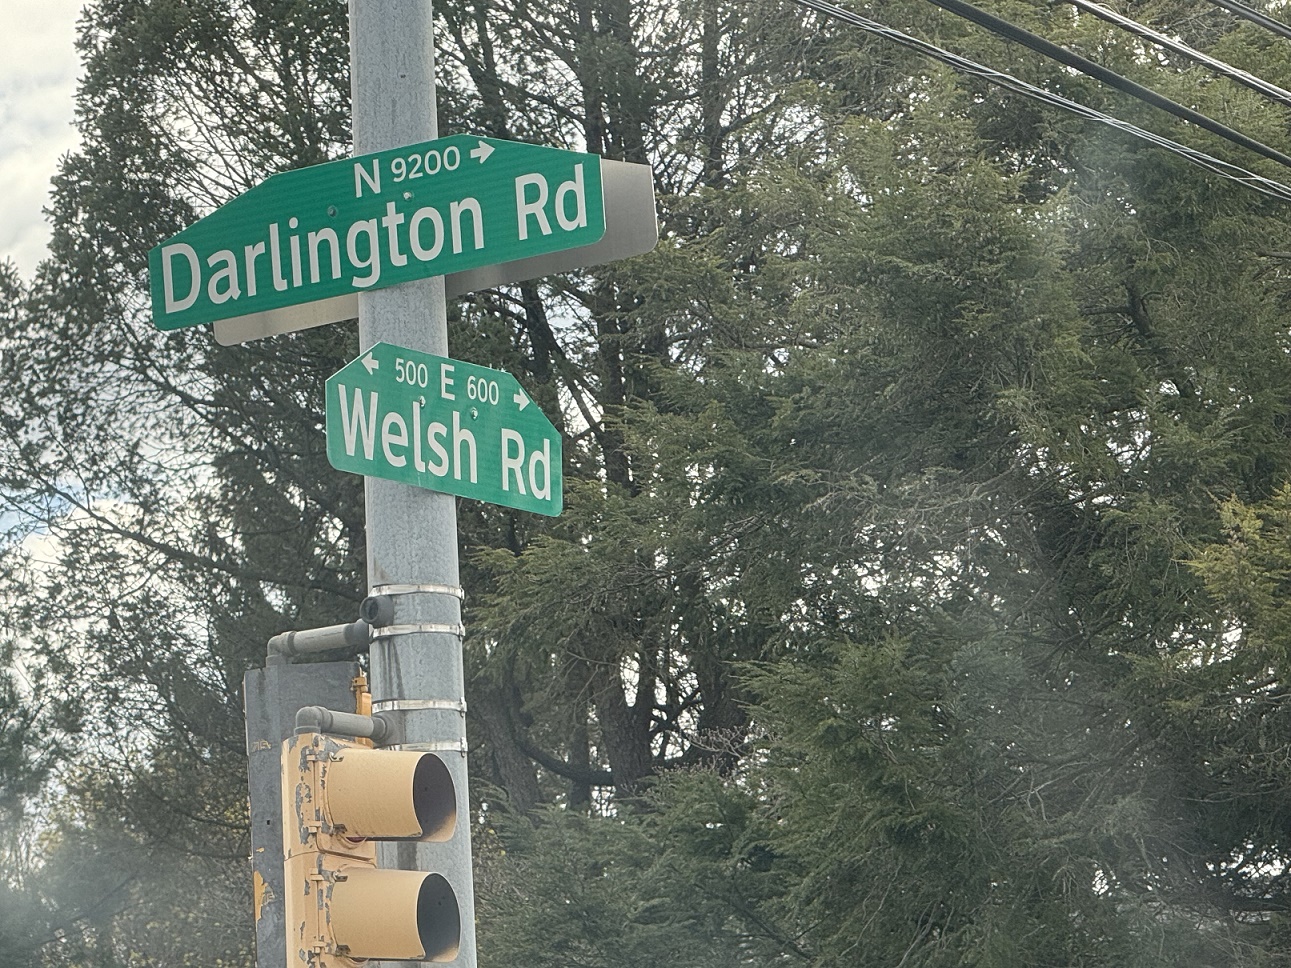 N 9200 →
Darlington Rd
← 500 E 600 →
Welsh Rd